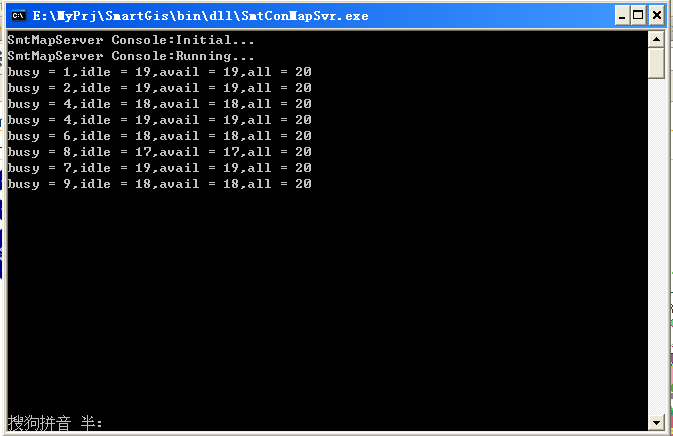 E:\MyPrj\SmartGis\bin\dll\SmtConMapSvr.exe
SmtMapServer Console:Initial...
SmtMapServer Console:Running...
busy = 1,idle = 19,avail = 19,all = 20
busy = 2,idle = 19,avail = 19,all = 20
busy = 4,idle = 18,avail = 18,all = 20
busy = 4,idle = 19,avail = 19,all = 20
busy = 6,idle = 18,avail = 18,all = 20
busy = 8,idle = 17,avail = 17,all = 20
busy = 7,idle = 19,avail = 19,all = 20
busy = 9,idle = 18,avail = 18,all = 20
搜狗拼音 半: